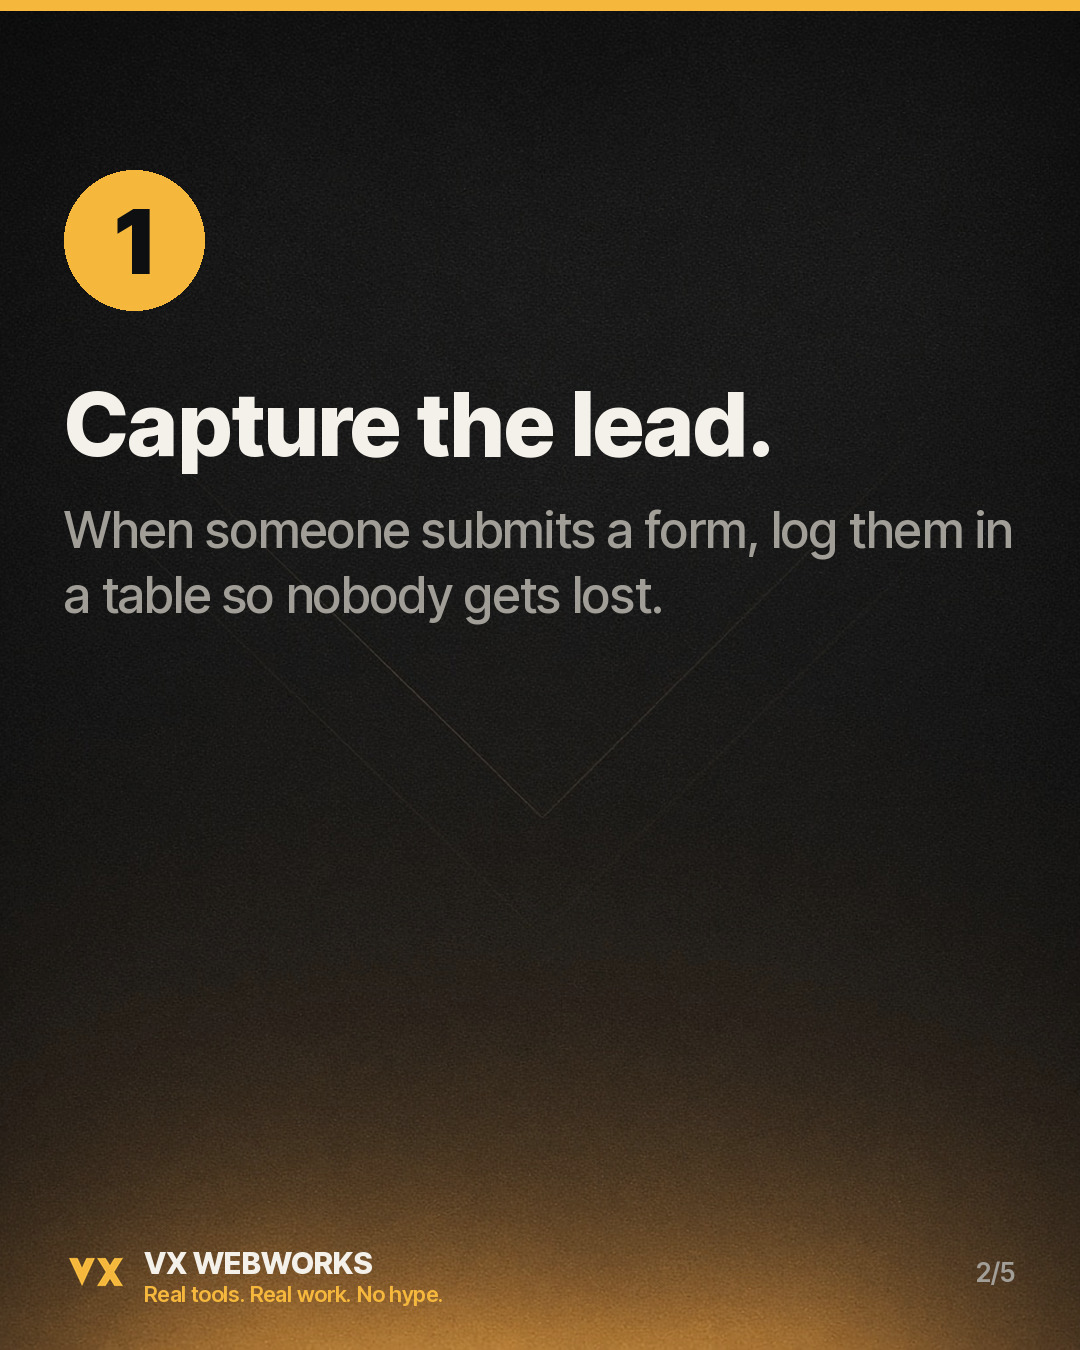 1
Capture the lead.
When someone submits a form, log them in
a table so nobody gets lost.
VX
VX WEBWORKS
Real tools. Real work. No hype.
2/5